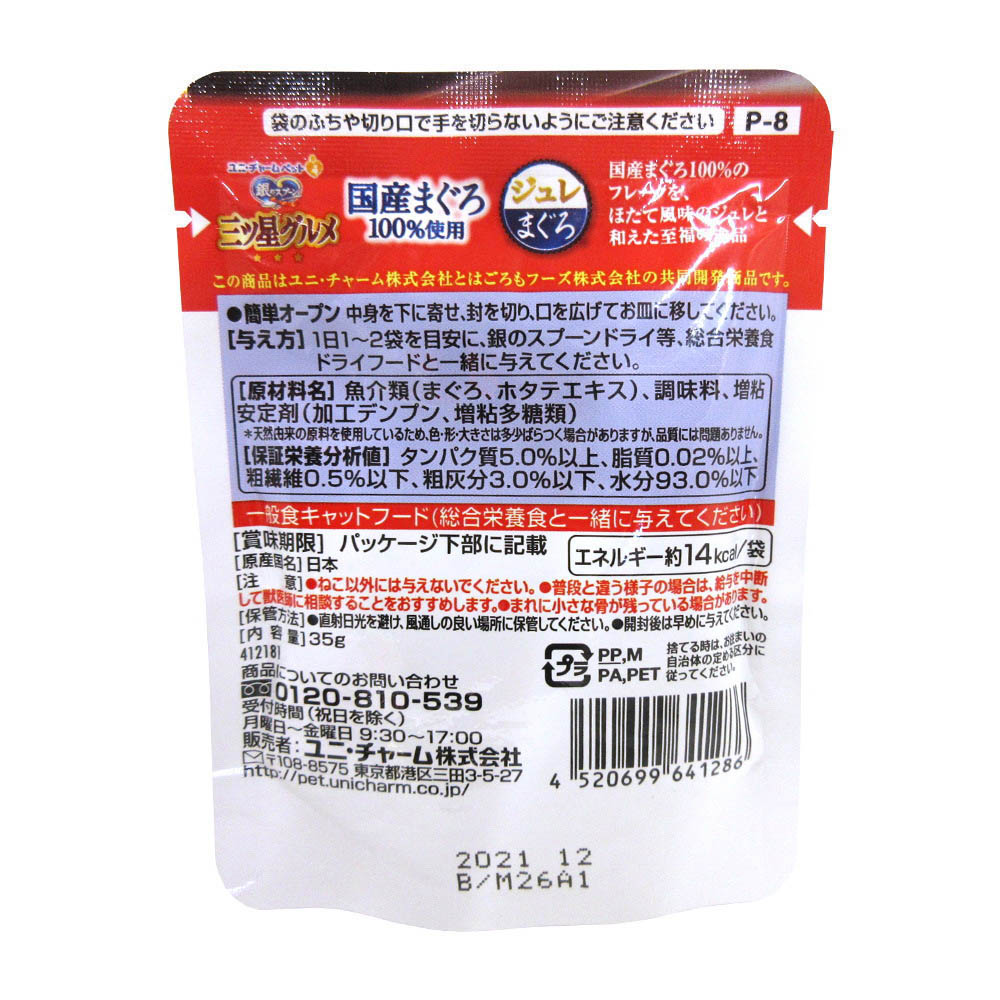 袋のふちや切り口で手を切らないようにご注意ください
P-8
ユニ・チャームペット
銀のスプーン
三ツ星グルメ
国産まぐろ
100%使用
ジュレ
まぐろ
国産まぐろ100%の
フレークを、
ほたて風味のジュレと
和えた至福の逸品
この商品はユニ・チャーム株式会社とはごろもフーズ株式会社の共同開発商品です。
●簡単オープン 中身を下に寄せ、封を切り、口を広げてお皿に移してください。
[与え方] 1日1〜2袋を目安に、銀のスプーンドライ等、総合栄養食
ドライフードと一緒に与えてください。
[原材料名] 魚介類(まぐろ、ホタテエキス)、調味料、増粘
安定剤(加工デンプン、増粘多糖類)
*天然由来の原料を使用しているため、色・形・大きさは多少ばらつく場合がありますが、品質には問題ありません。
[保証栄養分析値] タンパク質5.0%以上、脂質0.02%以上、
粗繊維0.5%以下、粗灰分3.0%以下、水分93.0%以下
一般食キャットフード(総合栄養食と一緒に与えてください)
[賞味期限] パッケージ下部に記載
エネルギー約14kcal/袋
[原産国名] 日本
[注 意] ●ねこ以外には与えないでください。●普段と違う様子の場合は、給与を中断
して獣医師に相談することをおすすめします。●まれに小さな骨が残っている場合があります。
[保管方法] ●直射日光を避け、風通しの良い場所に保管してください。●開封後は早めに与えてください。
[内 容 量] 35g
41218I
プラ
PP,M
PA,PET
捨てる時は、お住まいの
自治体の定める区分に
従ってください。
商品についてのお問い合わせ
0120-810-539
受付時間(祝日を除く)
月曜日〜金曜日 9:30〜17:00
販売者:ユニ・チャーム株式会社
〒108-8575 東京都港区三田3-5-27
http://pet.unicharm.co.jp/
4 520699 641286
2021 12
B/M26A1